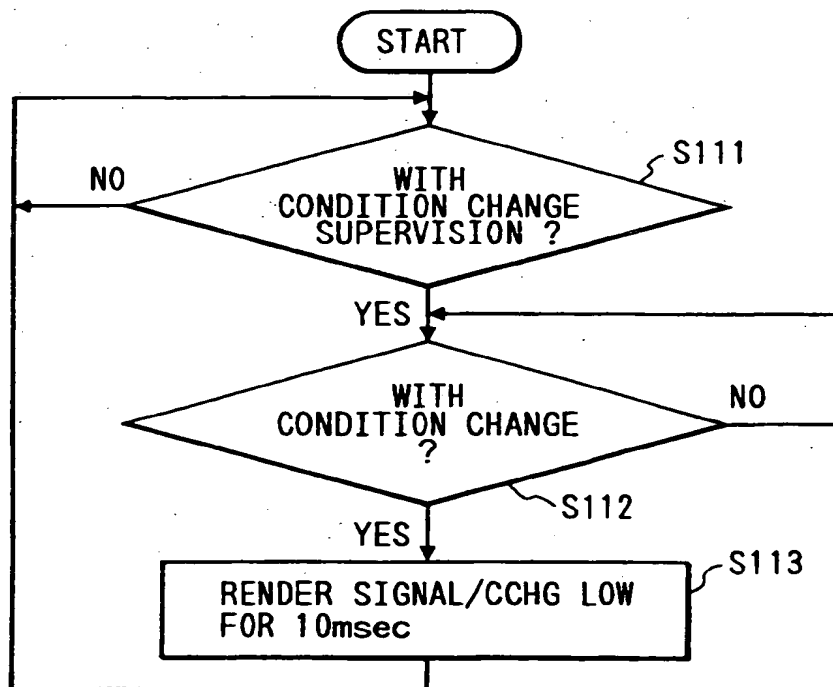 START
S111
NO
WITH
CONDITION CHANGE
SUPERVISION ?
YES
WITH
CONDITION CHANGE
?
NO
S112
YES
S113
RENDER SIGNAL/CCHG LOW
FOR 10msec